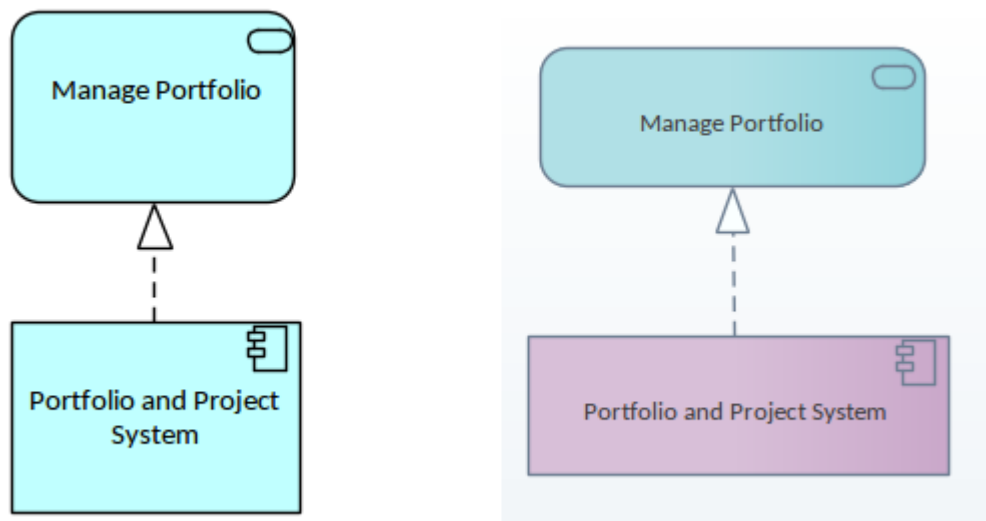 Manage Portfolio
Portfolio and Project
System
Manage Portfolio
Portfolio and Project System